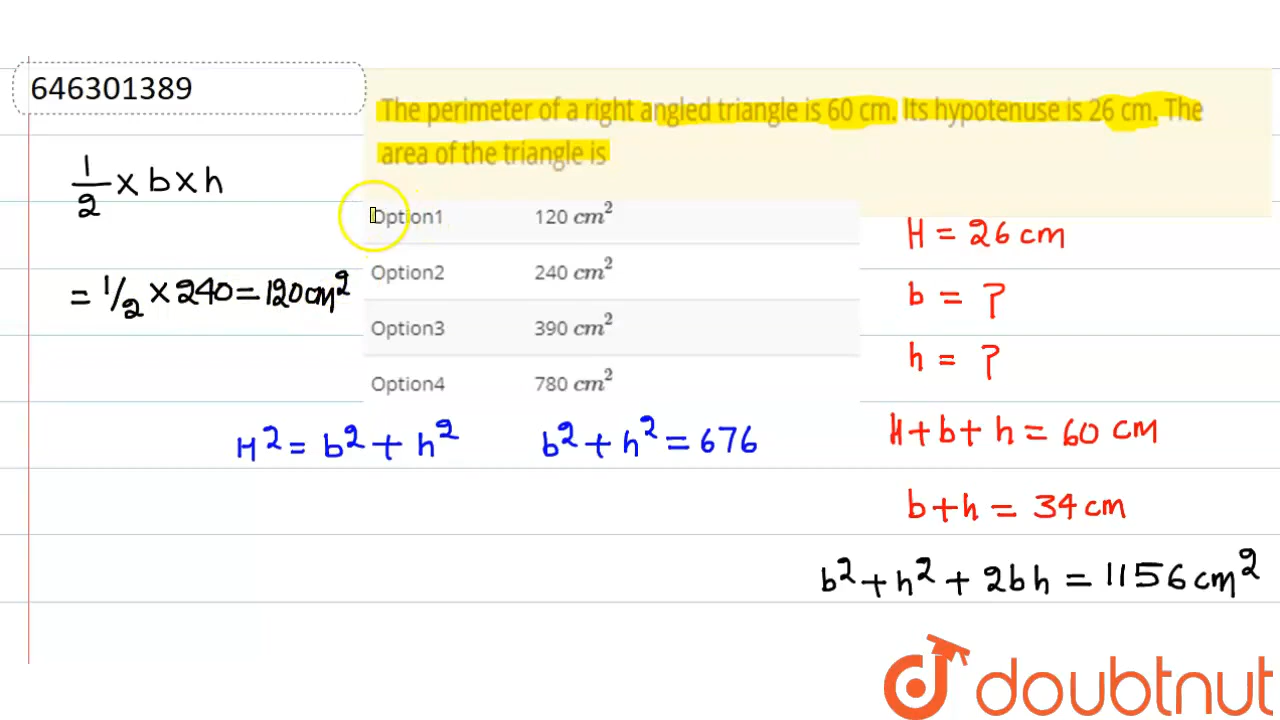 646301389
The perimeter of a right angled triangle is 60 cm. Its hypotenuse is 26 cm. The
area of the triangle is
1/2 × b × h
= 1/2 × 240 = 120 cm²
Option1 120 cm²
Option2 240 cm²
Option3 390 cm²
Option4 780 cm²
H = 26 cm
b = ?
h = ?
H + b + h = 60 cm
b + h = 34 cm
H² = b² + h² b² + h² = 676
b² + h² + 2bh = 1156 cm²
doubtnut